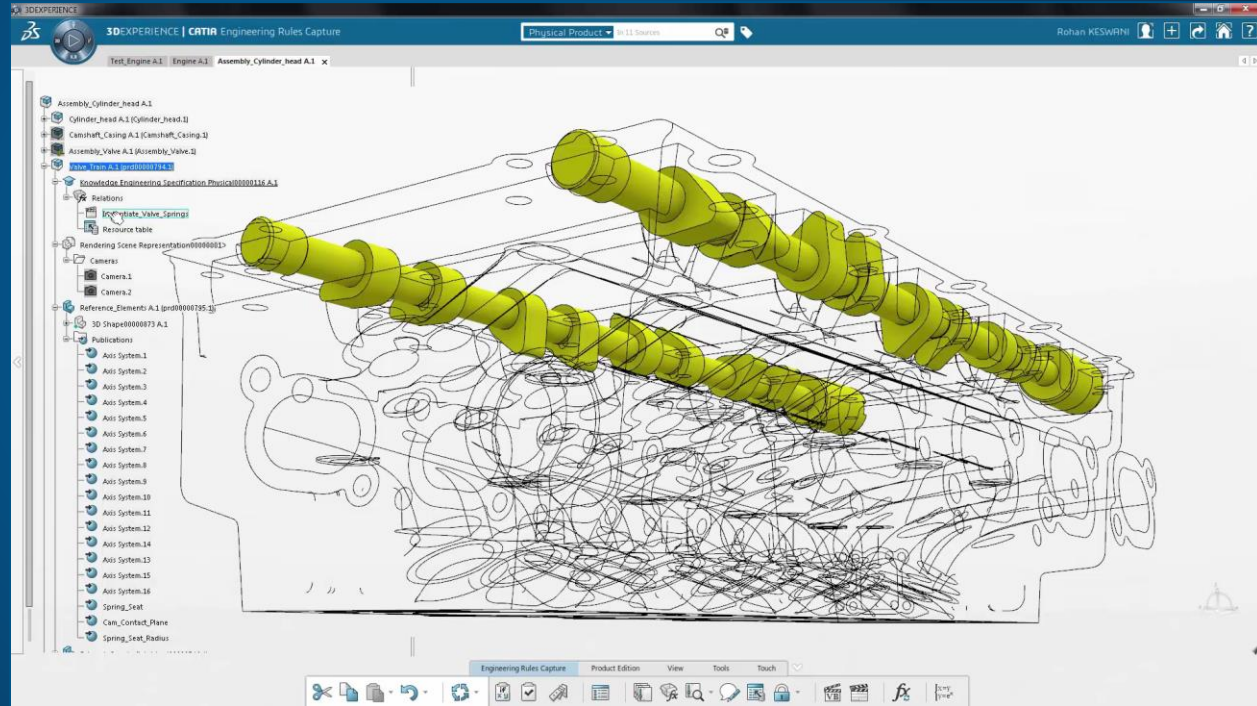 3DEXPERIENCE
3DEXPERIENCE | CATIA Engineering Rules Capture
Physical Product
In 11 Sources
Rohan KESWANI
Test_Engine A.1
Engine A.1
Assembly_Cylinder_head A.1 x
Assembly_Cylinder_head A.1
Cylinder_head A.1 (Cylinder_head.1)
Camshaft_Casing A.1 (Camshaft_Casing.1)
Assembly_Valve A.1 (Assembly_Valve.1)
Valve_Train A.1 (prd00000794.1)
Knowledge Engineering Specification Physical00000116 A.1
Relations
Valve_Springs
Resource table
Rendering Scene Representation00000001>
Cameras
Camera.1
Camera.2
Reference_Elements A.1 (prd00000795.1)
3D Shape00000873 A.1
Publications
Axis System.1
Axis System.2
Axis System.3
Axis System.4
Axis System.5
Axis System.6
Axis System.7
Axis System.8
Axis System.9
Axis System.10
Axis System.11
Axis System.12
Axis System.14
Axis System.13
Axis System.15
Axis System.16
Spring_Seat
Cam_Contact_Plane
Spring_Seat_Radius
Engineering Rules Capture
Product Edition
View
Tools
Touch